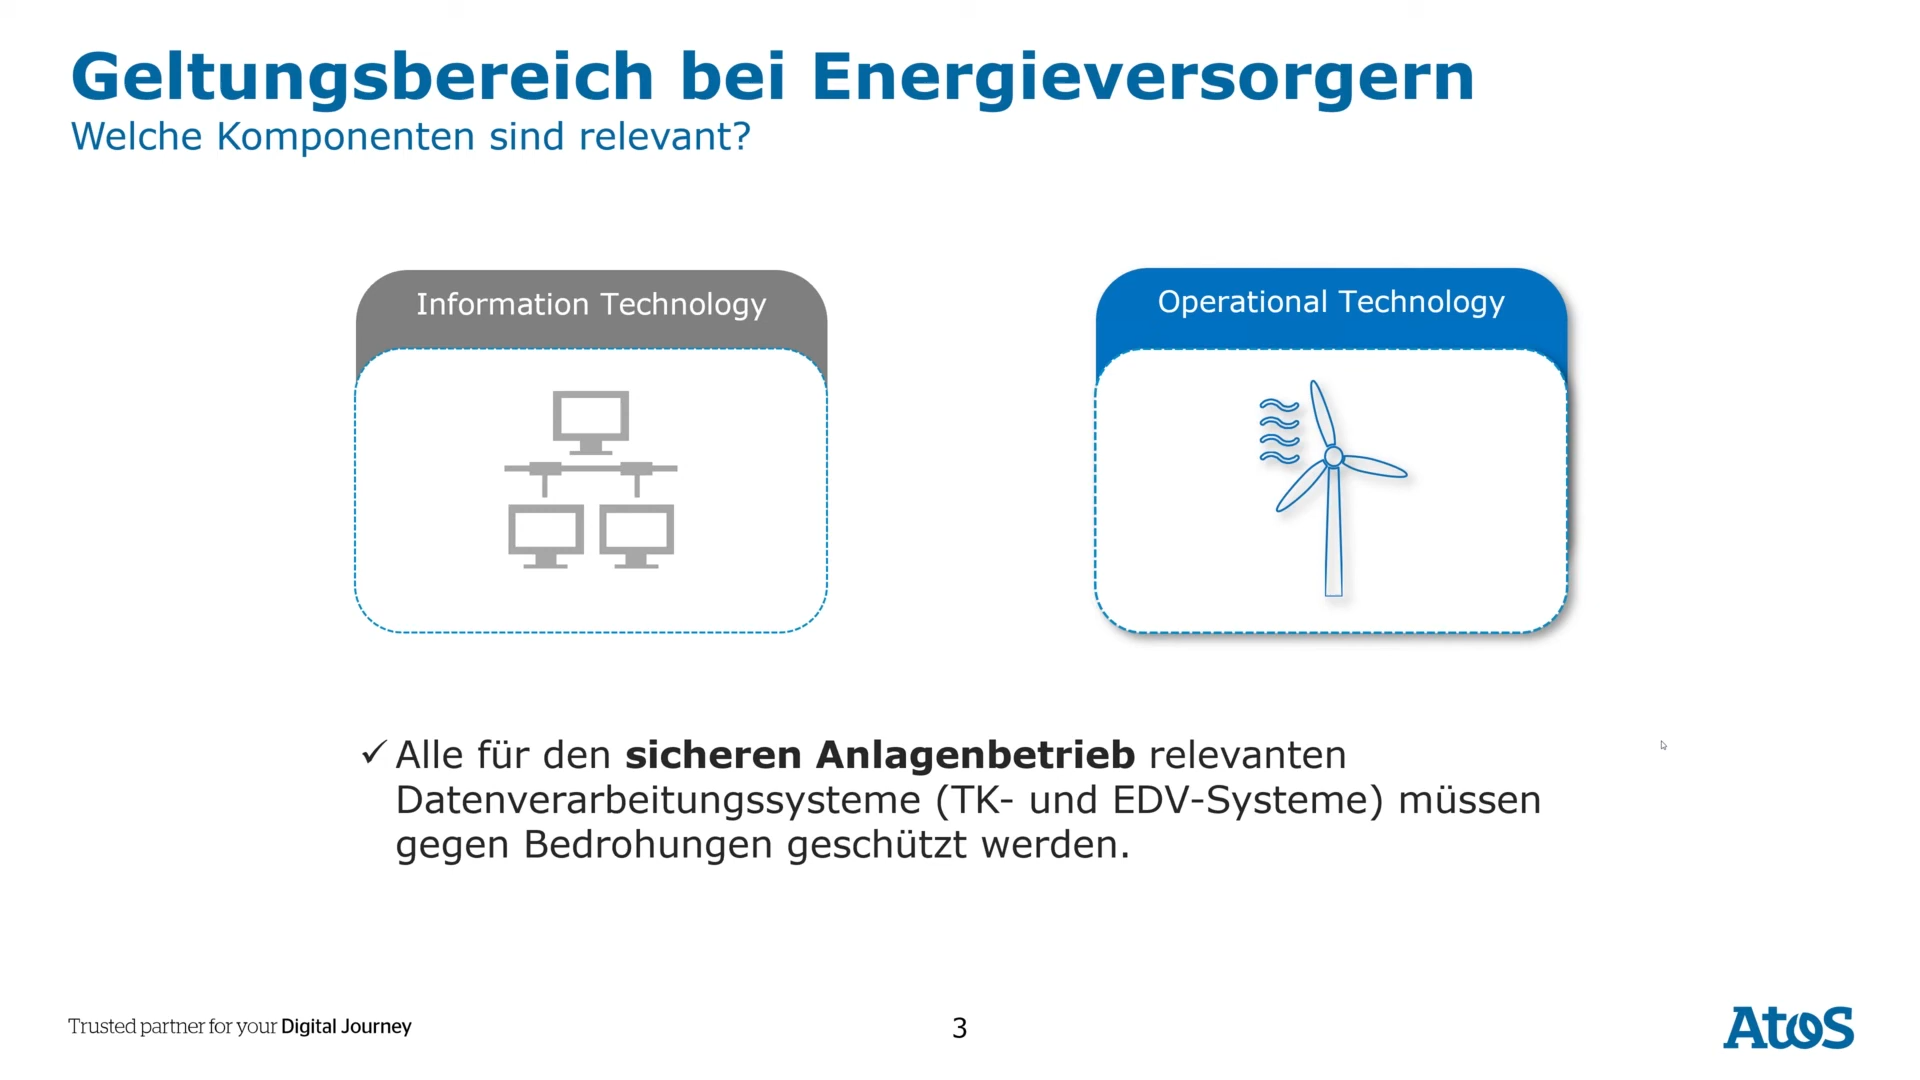 Geltungsbereich bei Energieversorgern
Welche Komponenten sind relevant?
Information Technology
Operational Technology
✓ Alle für den sicheren Anlagenbetrieb relevanten
Datenverarbeitungssysteme (TK- und EDV-Systeme) müssen
gegen Bedrohungen geschützt werden.
Trusted partner for your Digital Journey
3
Atos